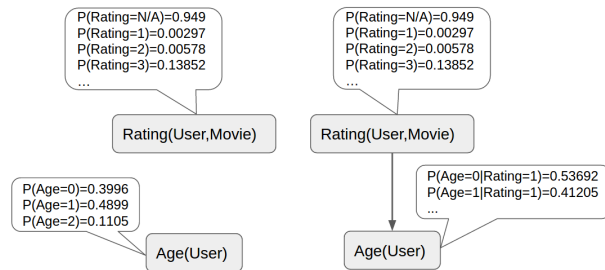 P(Rating=N/A)=0.949
P(Rating=1)=0.00297
P(Rating=2)=0.00578
P(Rating=3)=0.13852
...
Rating(User,Movie)
P(Age=0)=0.3996
P(Age=1)=0.4899
P(Age=2)=0.1105
Age(User)
P(Rating=N/A)=0.949
P(Rating=1)=0.00297
P(Rating=2)=0.00578
P(Rating=3)=0.13852
...
Rating(User,Movie)
P(Age=0|Rating=1)=0.53692
P(Age=1|Rating=1)=0.41205
...
Age(User)